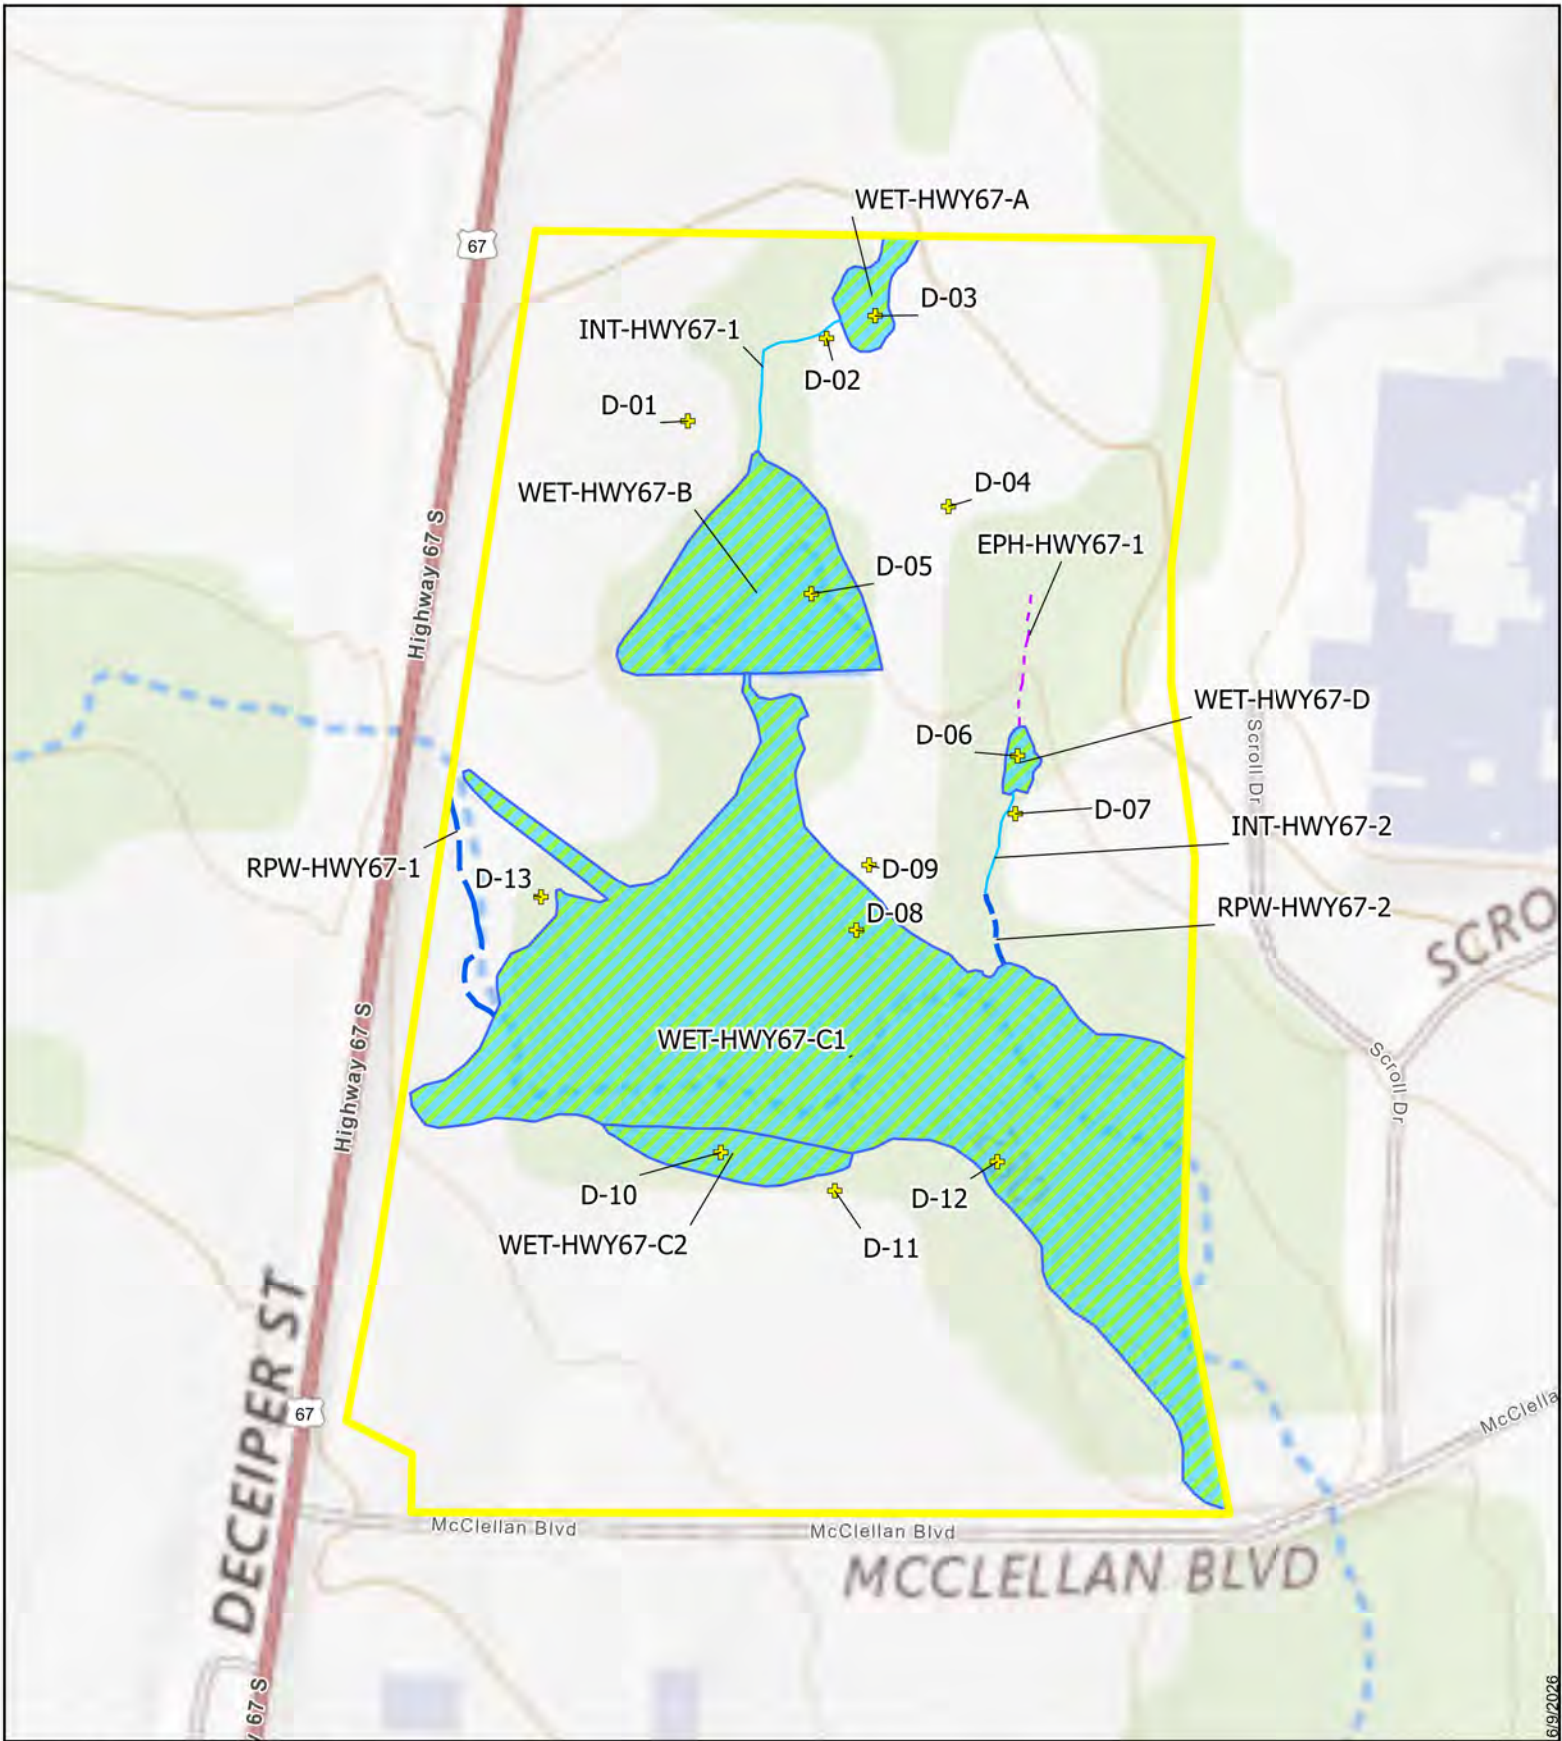 WET-HWY67-A
67
D-03
INT-HWY67-1
D-02
D-01
D-04
WET-HWY67-B
EPH-HWY67-1
D-05
Highway 67 S
WET-HWY67-D
D-06
Scroll Dr
D-07
INT-HWY67-2
RPW-HWY67-1
D-13
D-09
D-08
RPW-HWY67-2
SCRO
WET-HWY67-C1
Highway 67 S
Scroll Dr
D-10
D-12
WET-HWY67-C2
D-11
DECEIPER ST
67
McClella
McClellan Blvd
McClellan Blvd
MCCLELLAN BLVD
67 S
6/9/2026